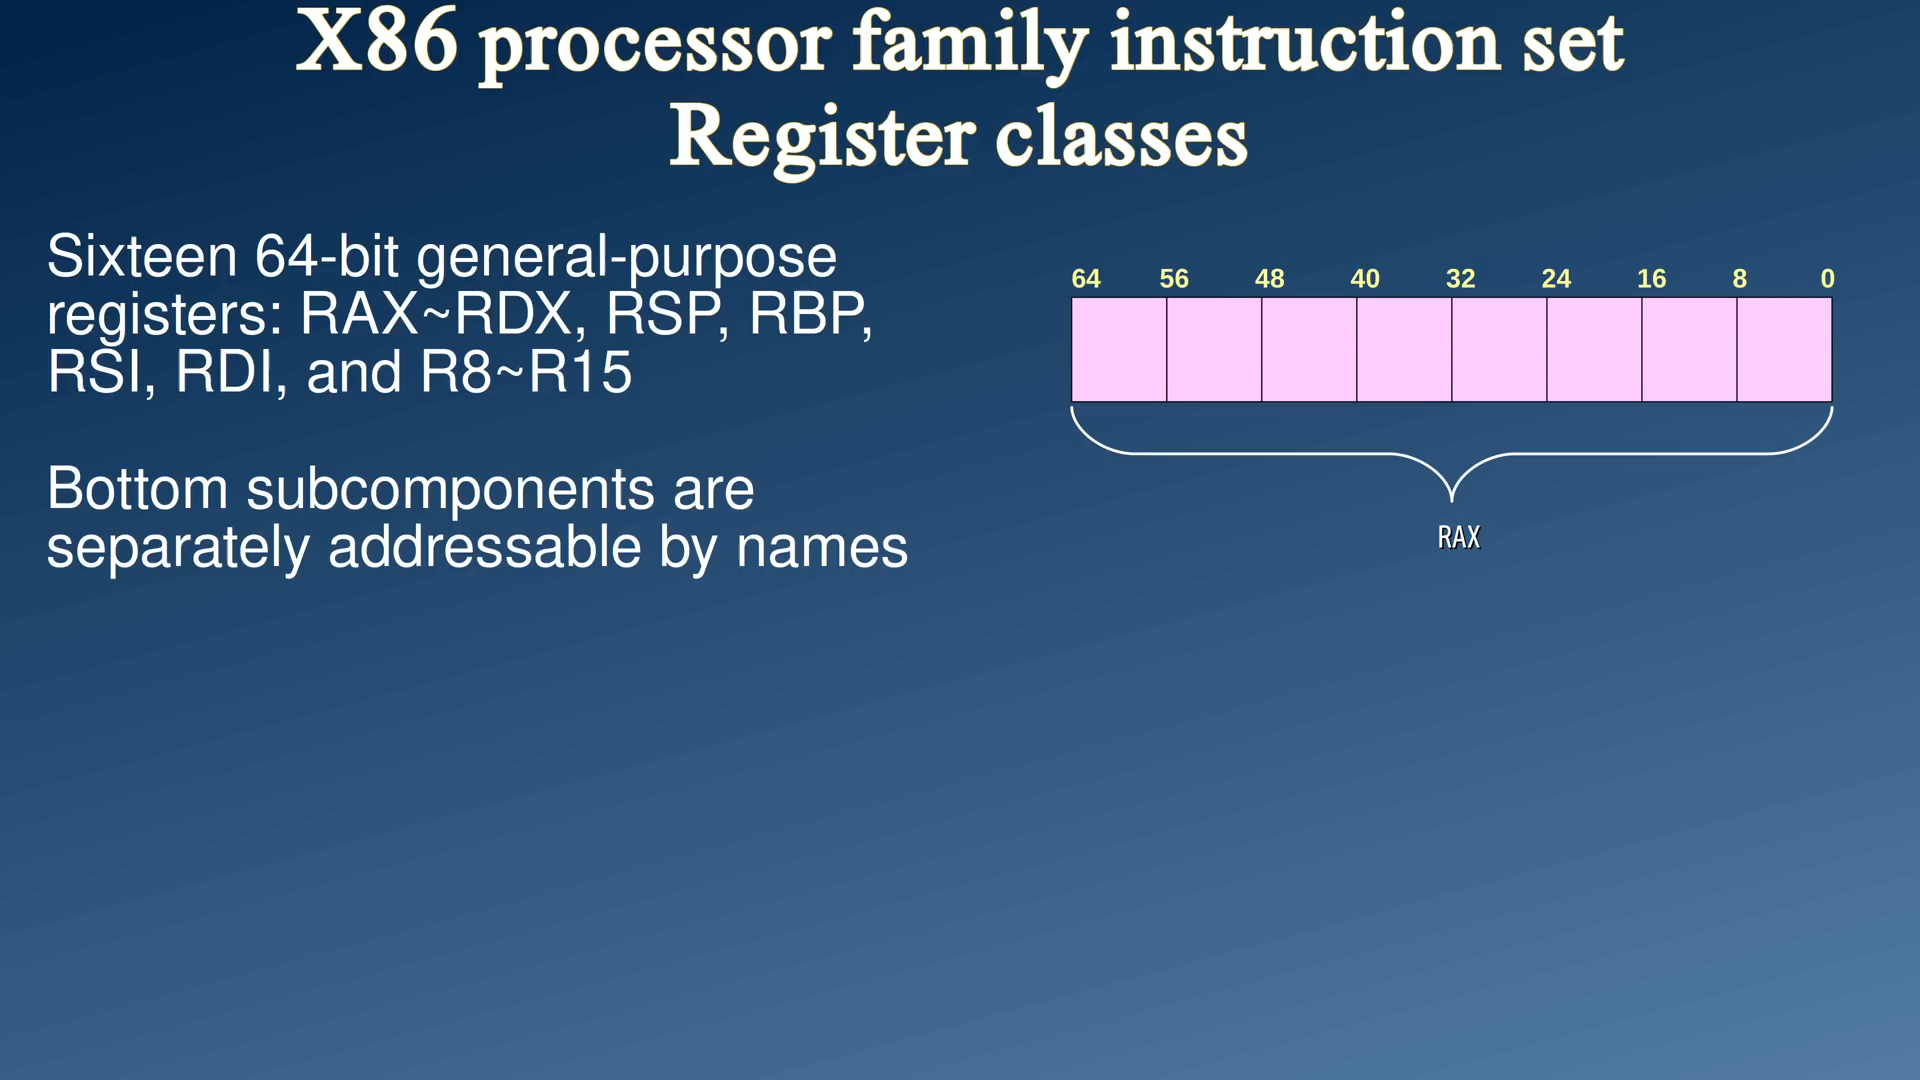 X86 processor family instruction set
Register classes
Sixteen 64-bit general-purpose
registers: RAX~RDX, RSP, RBP,
RSI, RDI, and R8~R15
Bottom subcomponents are
separately addressable by names
64 56 48 40 32 24 16 8 0
RAX